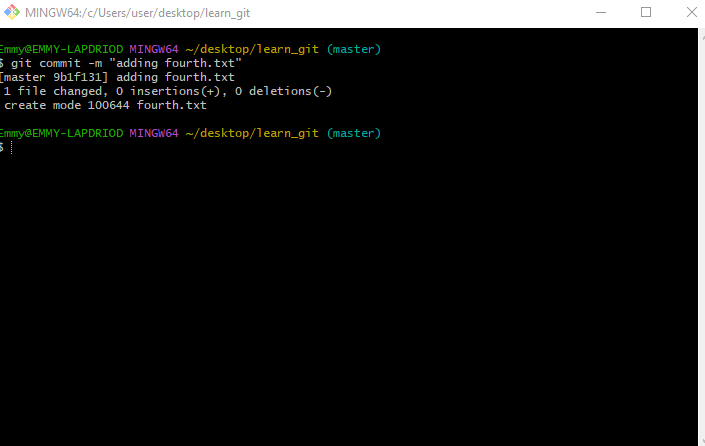 MINGW64:/c/Users/user/desktop/learn_git
Emmy@EMMY-LAPDRIOD MINGW64 ~/desktop/learn_git (master)
$ git commit -m "adding fourth.txt"
[master 9b1f131] adding fourth.txt
 1 file changed, 0 insertions(+), 0 deletions(-)
 create mode 100644 fourth.txt
Emmy@EMMY-LAPDRIOD MINGW64 ~/desktop/learn_git (master)
$